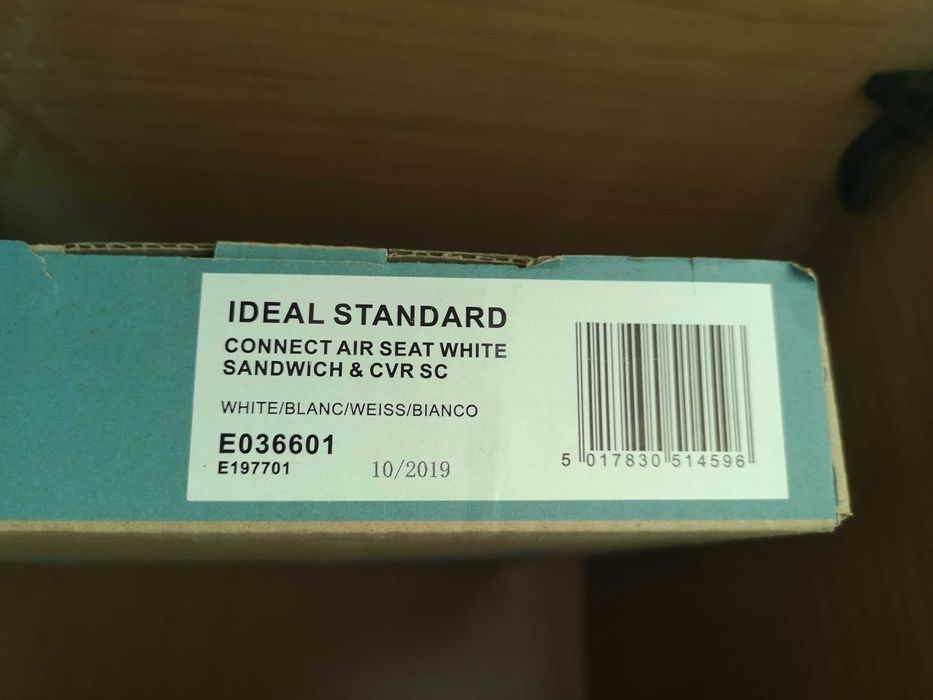 IDEAL STANDARD
CONNECT AIR SEAT WHITE
SANDWiCH & CVR SC
WHITE/BLANC/WEISS/BIANCO
E036601
E197701 10/2019
5 017830 514596